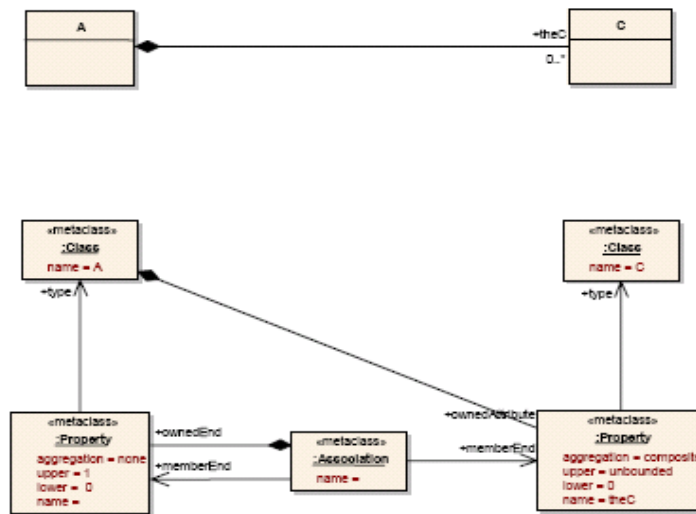 A
C
+theC
0..*
«metaclass»
:Class
name = A
«metaclass»
:Class
name = C
+type
+type
«metaclass»
:Property
aggregation = none
upper = 1
lower = 0
name =
+ownedEnd
+memberEnd
«metaclass»
:Association
name =
+ownedAttribute
+memberEnd
«metaclass»
:Property
aggregation = composite
upper = unbounded
lower = 0
name = theC